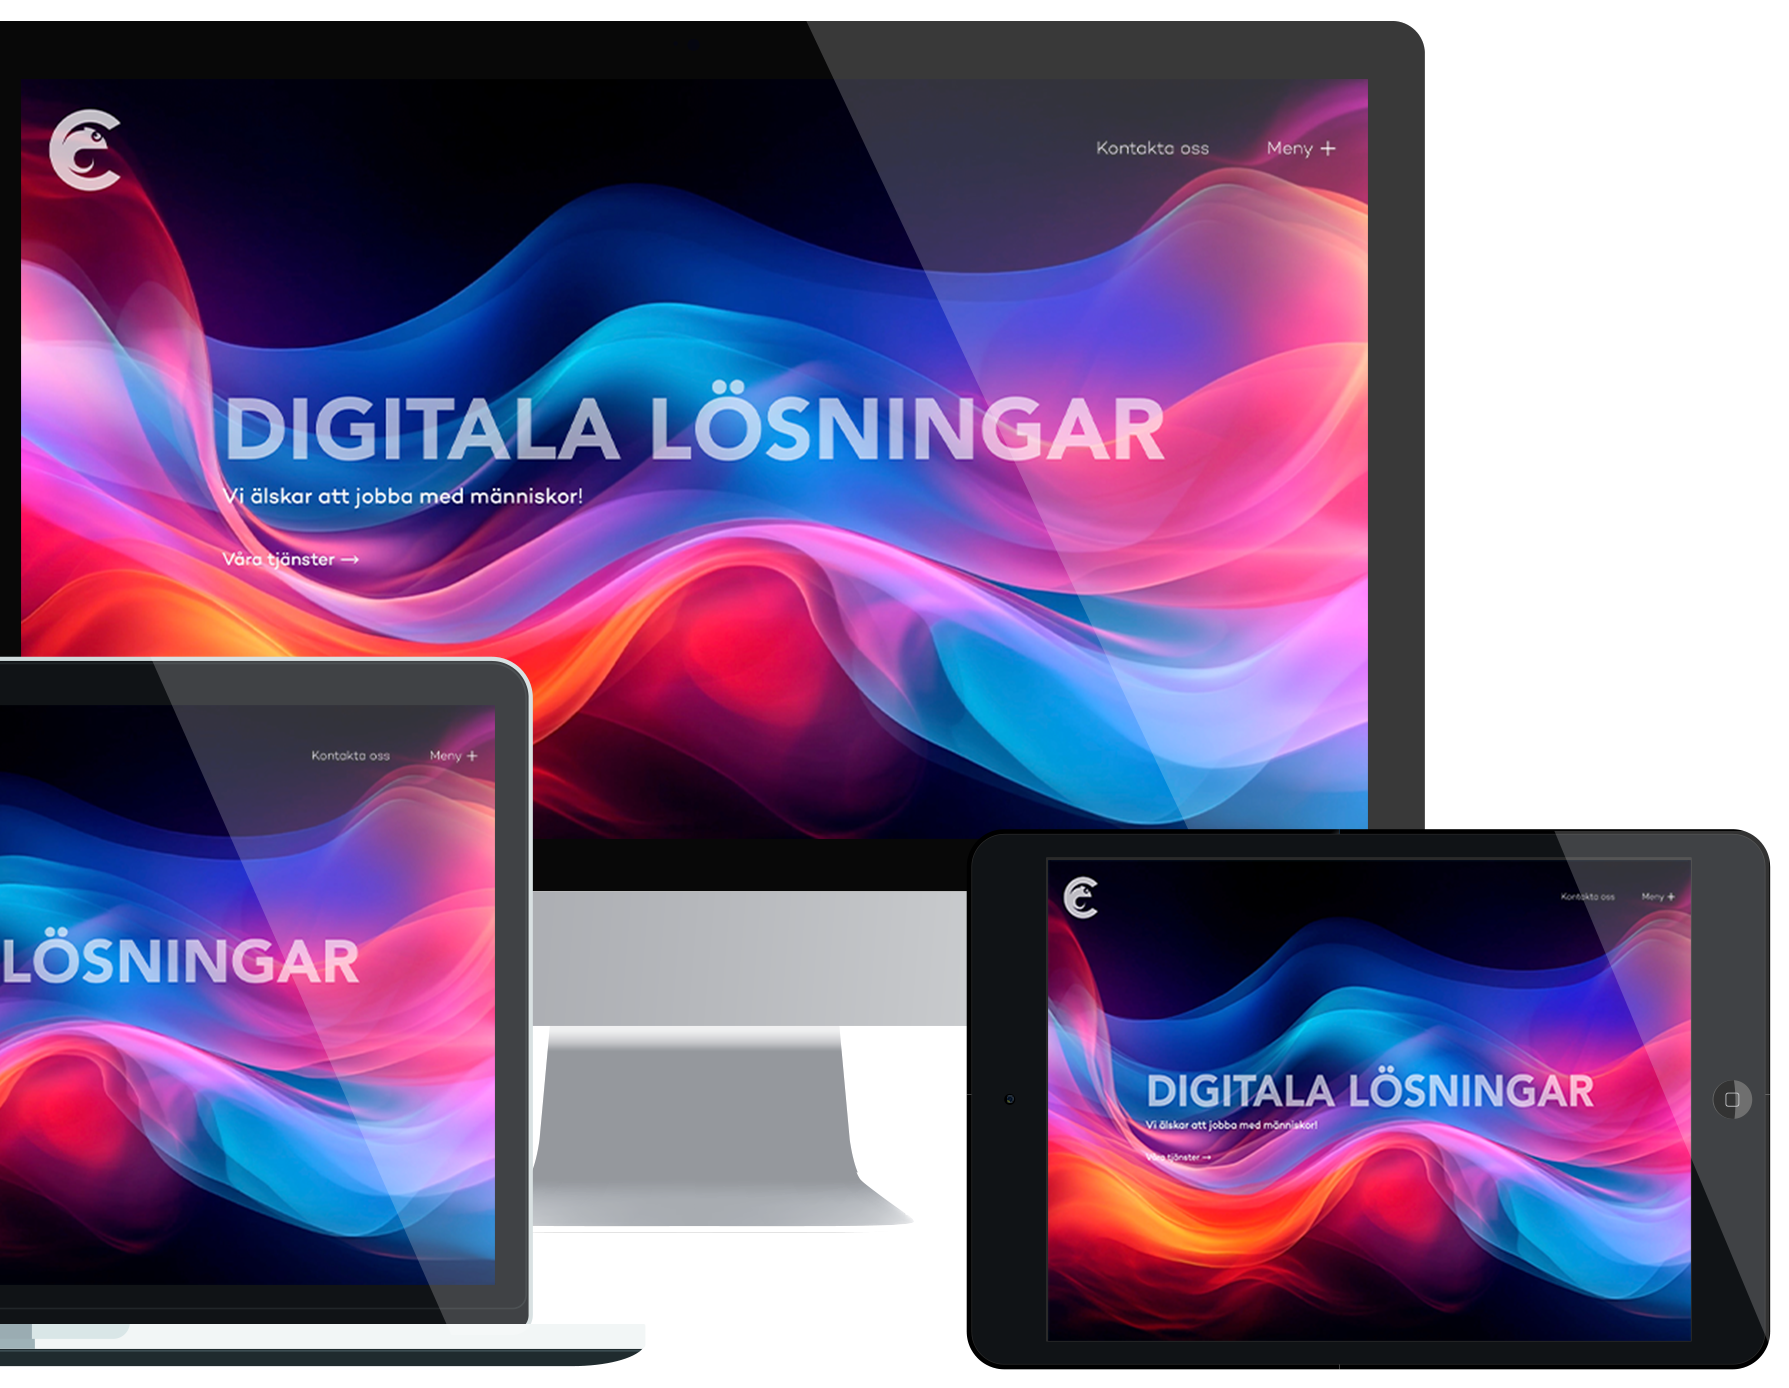 Kontakta oss Meny +
DIGITALA LÖSNINGAR
Vi älskar att jobba med människor!
Våra tjänster →
Kontakta oss Meny +
LÖSNINGAR
Kontakta oss Meny +
DIGITALA LÖSNINGAR
Vi älskar att jobba med människor!
Våra tjänster →